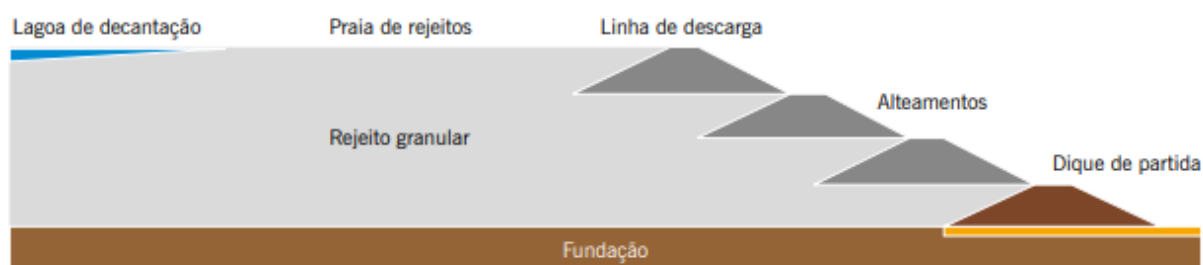 Lagoa de decantação
Praia de rejeitos
Linha de descarga
Alteamentos
Rejeito granular
Dique de partida
Fundação